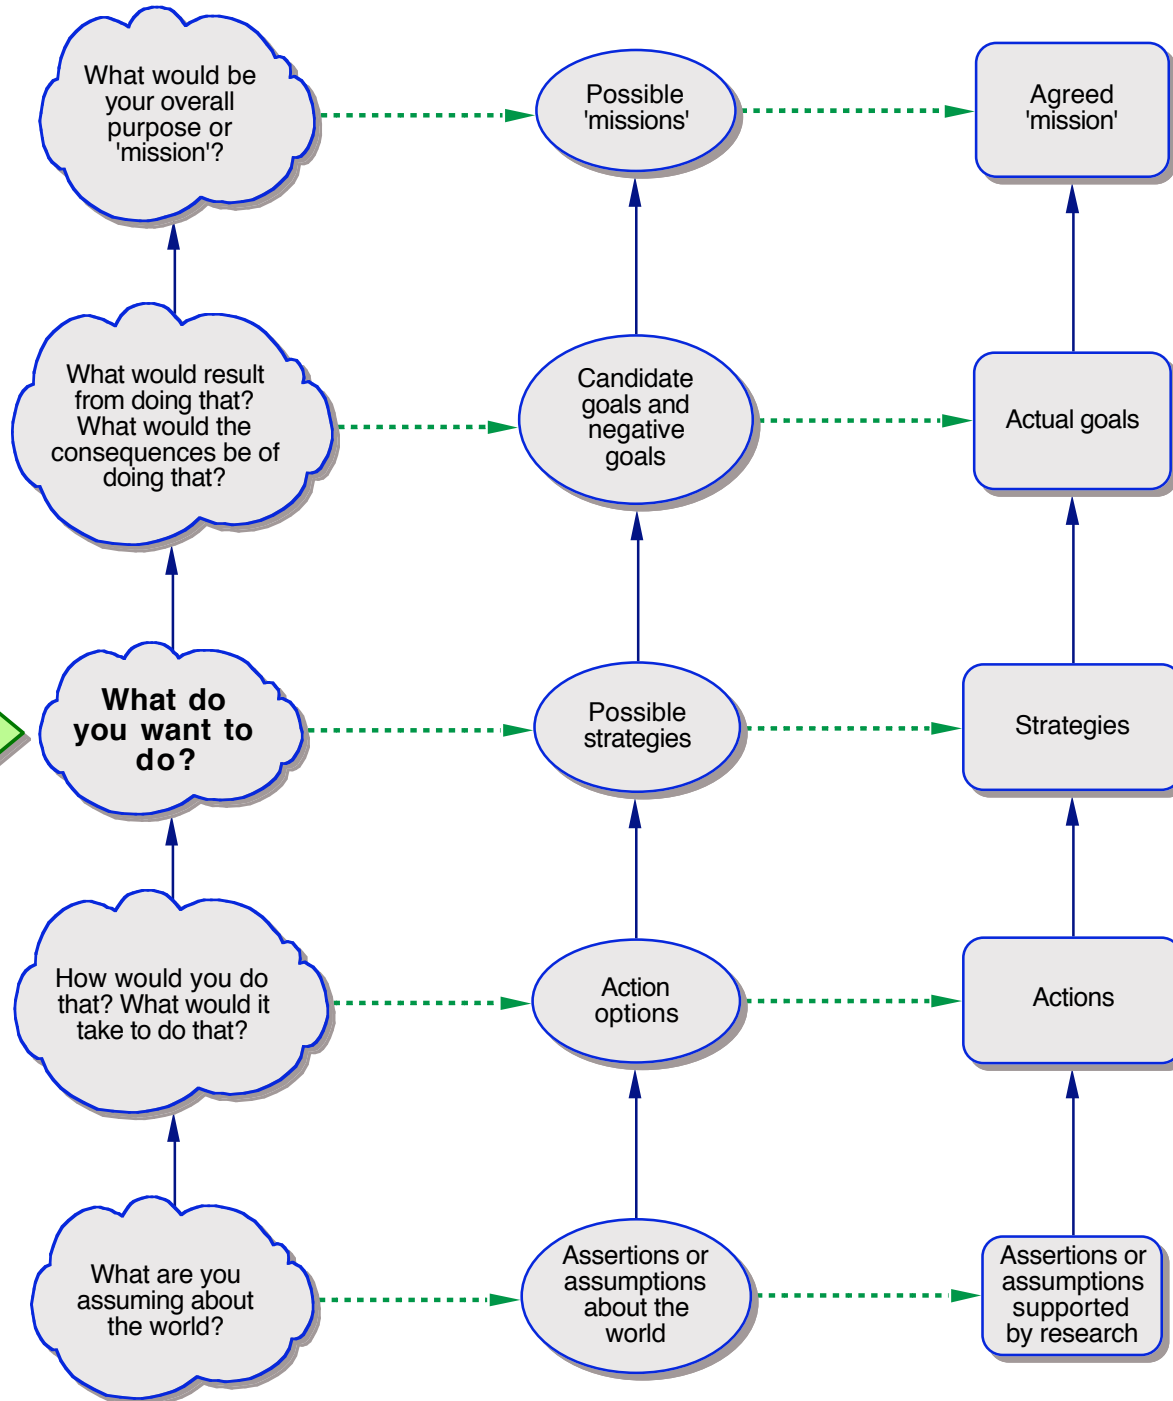 What would be
your overall
purpose or
'mission'?
Possible
'missions'
Agreed
'mission'
What would result
from doing that?
What would the
consequences be of
doing that?
Candidate
goals and
negative
goals
Actual goals
What do
you want to
do?
Possible
strategies
Strategies
How would you do
that? What would it
take to do that?
Action
options
Actions
What are you
assuming about
the world?
Assertions or
assumptions
about the
world
Assertions or
assumptions
supported
by research